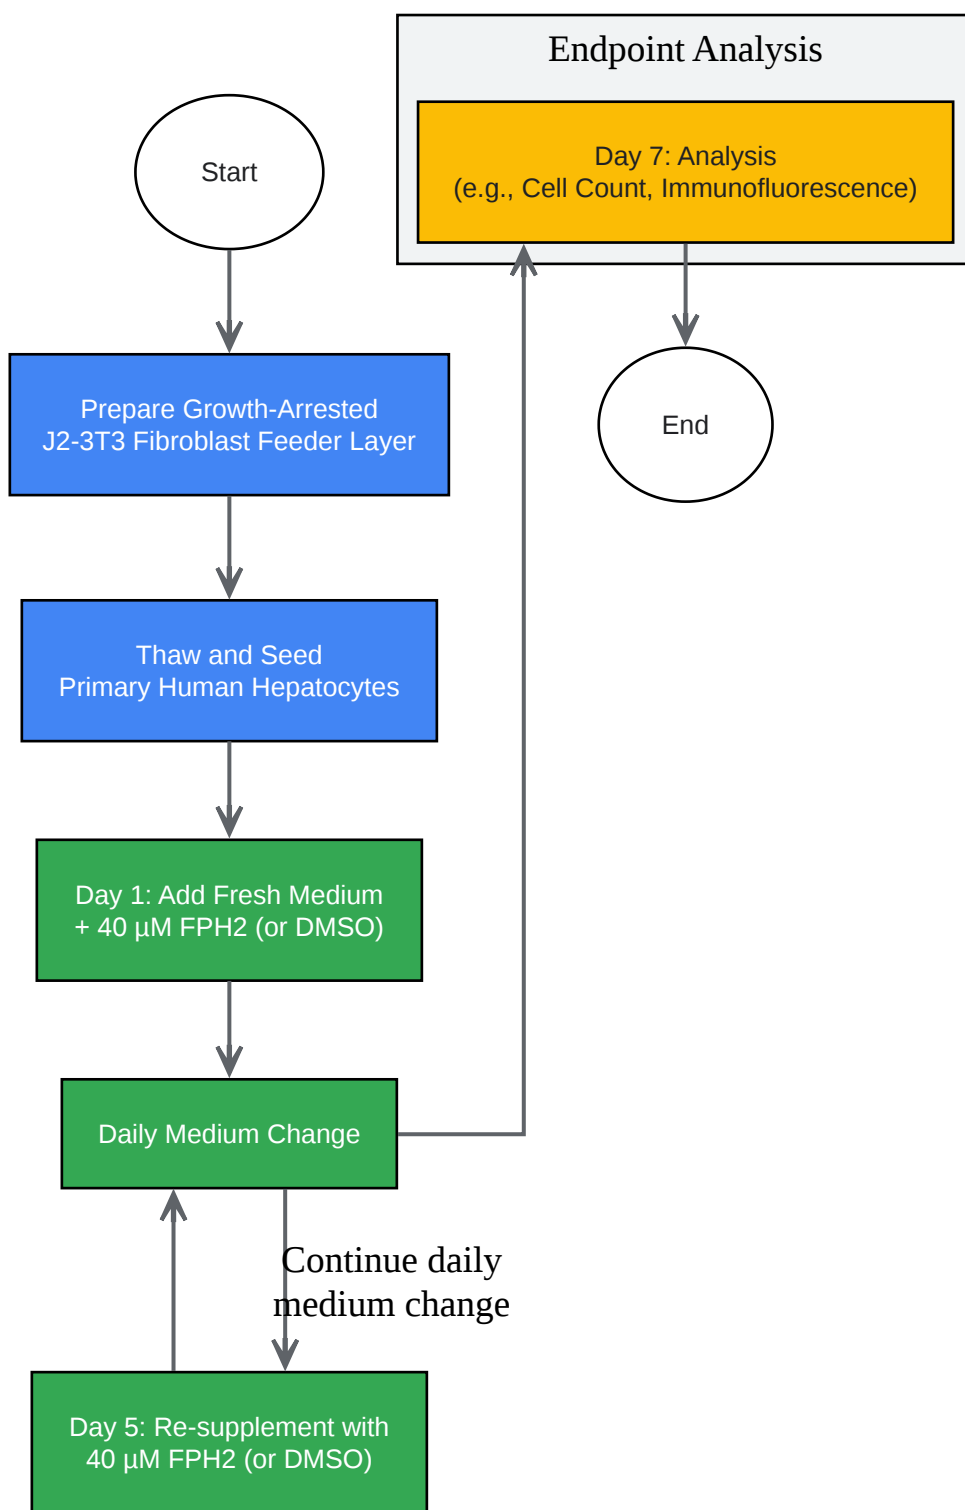 Start
Prepare Growth-Arrested
J2-3T3 Fibroblast Feeder Layer
Thaw and Seed
Primary Human Hepatocytes
Day 1: Add Fresh Medium
+ 40 µM FPH2 (or DMSO)
Daily Medium Change
Continue daily
medium change
Day 5: Re-supplement with
40 µM FPH2 (or DMSO)
Endpoint Analysis
Day 7: Analysis
(e.g., Cell Count, Immunofluorescence)
End